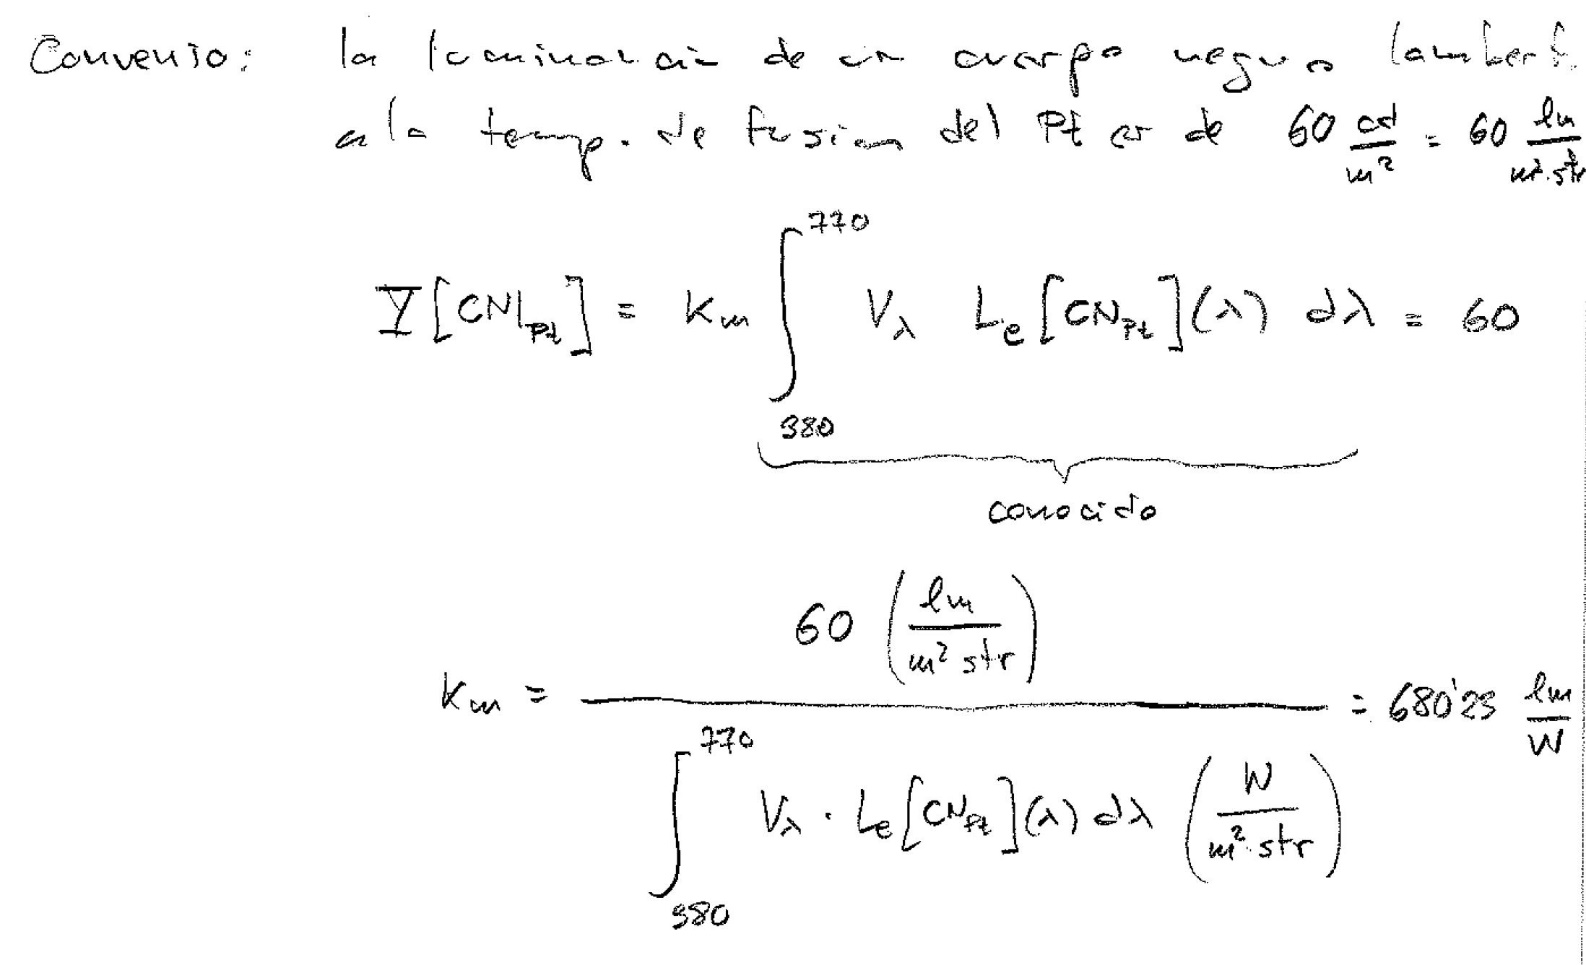 Convenio: la luminancia de un cuerpo negro lambert.
a la temp. de fusion del Pt es de 60 cd/m² = 60 lm/m².str
Y[CN|Pt] = Km ∫_380^770 Vλ Le[CNPt](λ) dλ = 60
conocido
Km = 60 (lm/m² str) / ∫_380^770 Vλ · Le[CNPt](λ) dλ (W/m².str) = 680'23 lm/W